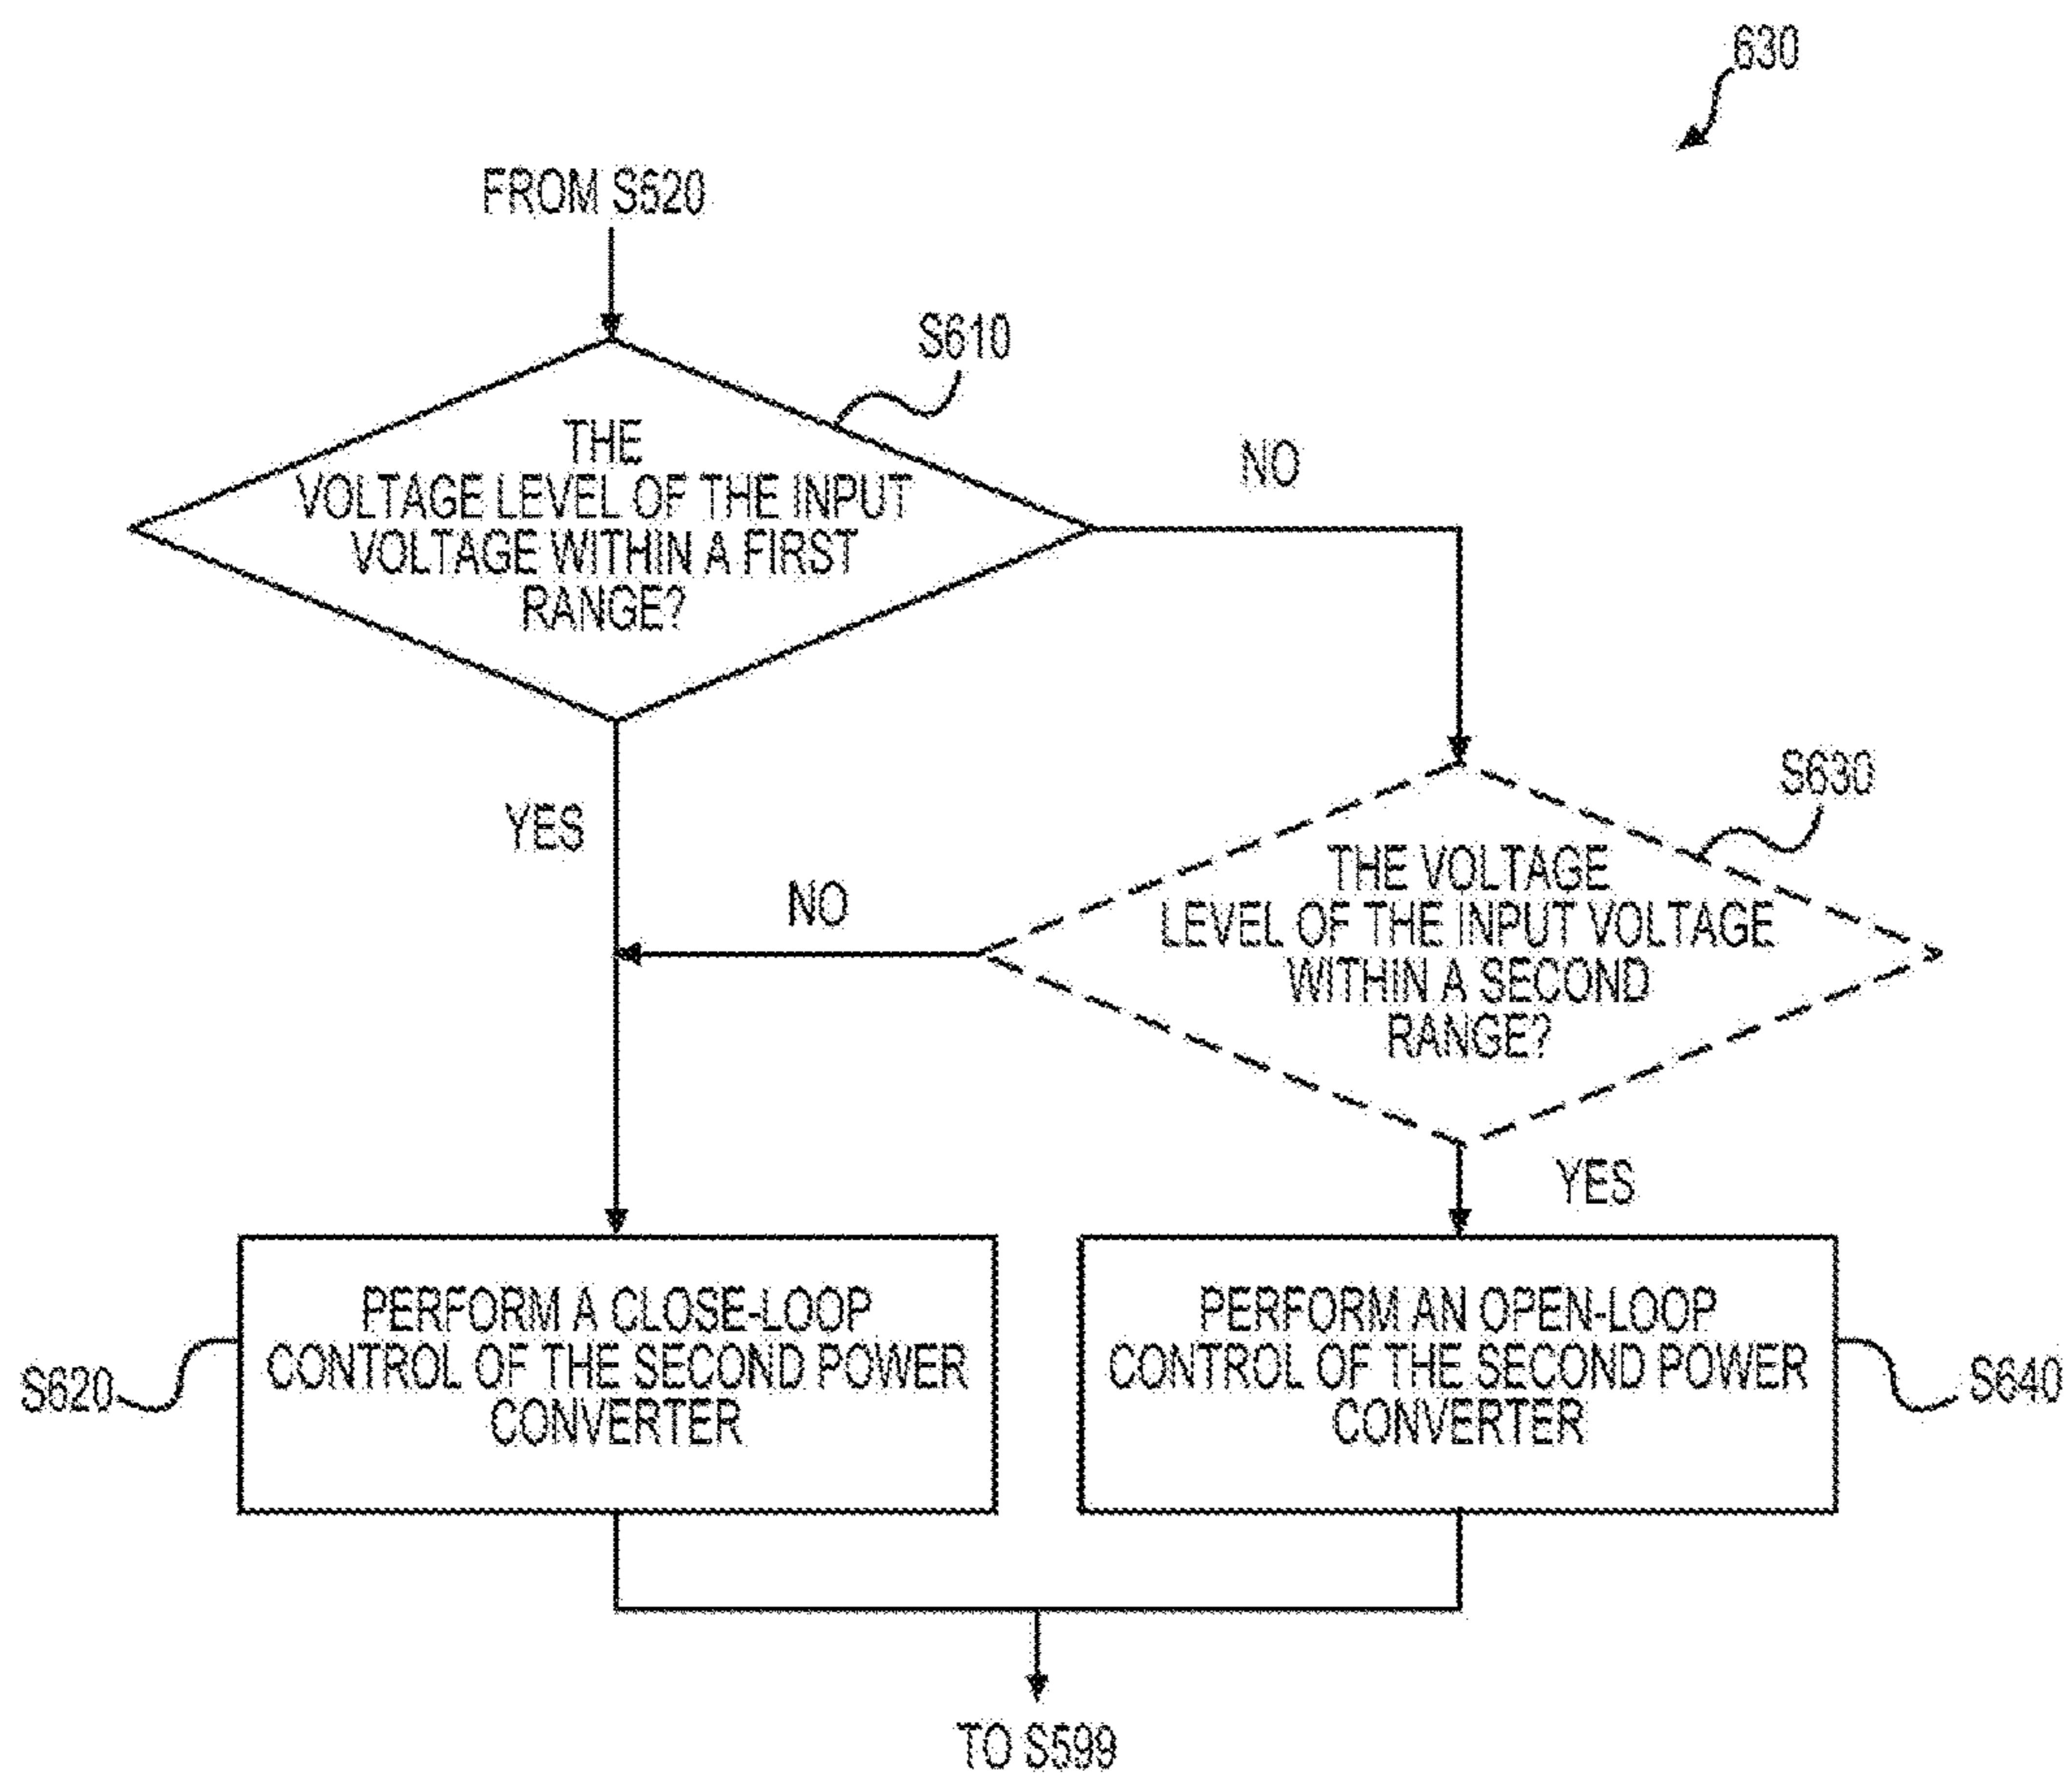 630
FROM S520
S610
THE
VOLTAGE LEVEL OF THE INPUT
VOLTAGE WITHIN A FIRST
RANGE?
NO
YES
S630
THE VOLTAGE
LEVEL OF THE INPUT VOLTAGE
WITHIN A SECOND
RANGE?
NO
YES
PERFORM A CLOSE-LOOP
CONTROL OF THE SECOND POWER
CONVERTER
S620
PERFORM AN OPEN-LOOP
CONTROL OF THE SECOND POWER
CONVERTER
S640
TO S599